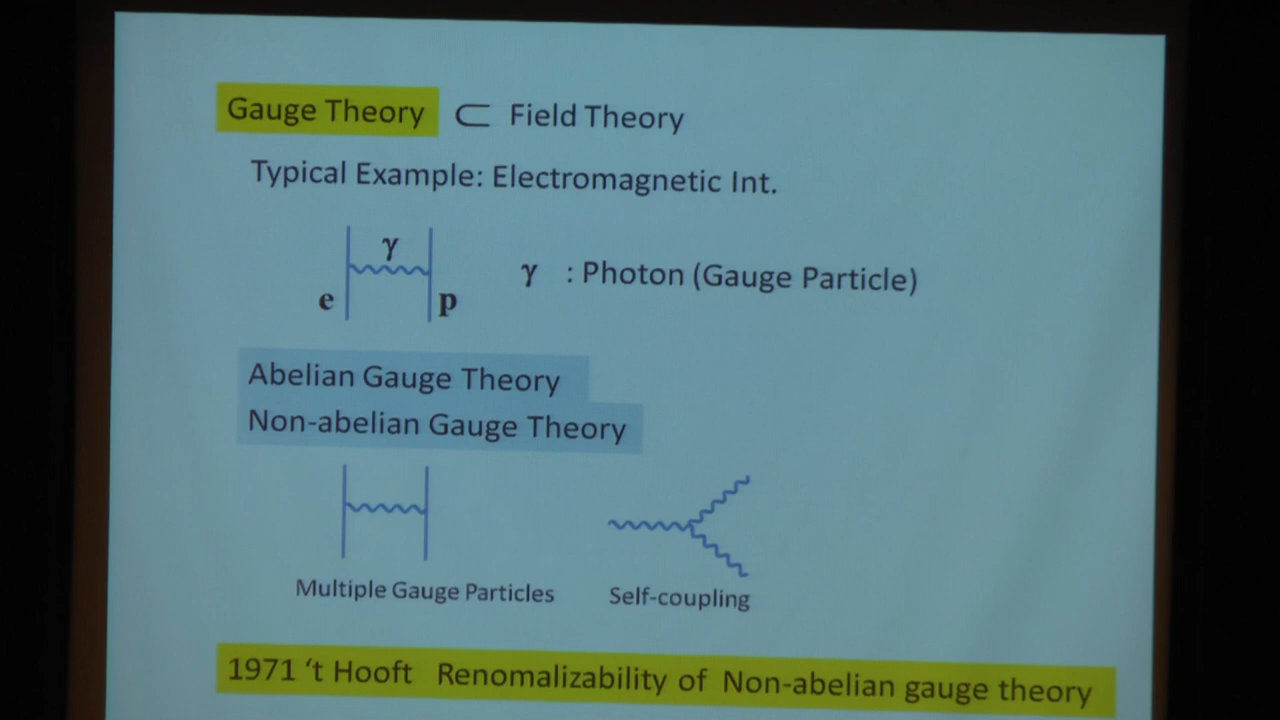 Gauge Theory ⊂ Field Theory
Typical Example: Electromagnetic Int.
γ
e p
γ : Photon (Gauge Particle)
Abelian Gauge Theory
Non-abelian Gauge Theory
Multiple Gauge Particles Self-coupling
1971 ‘t Hooft Renomalizability of Non-abelian gauge theory